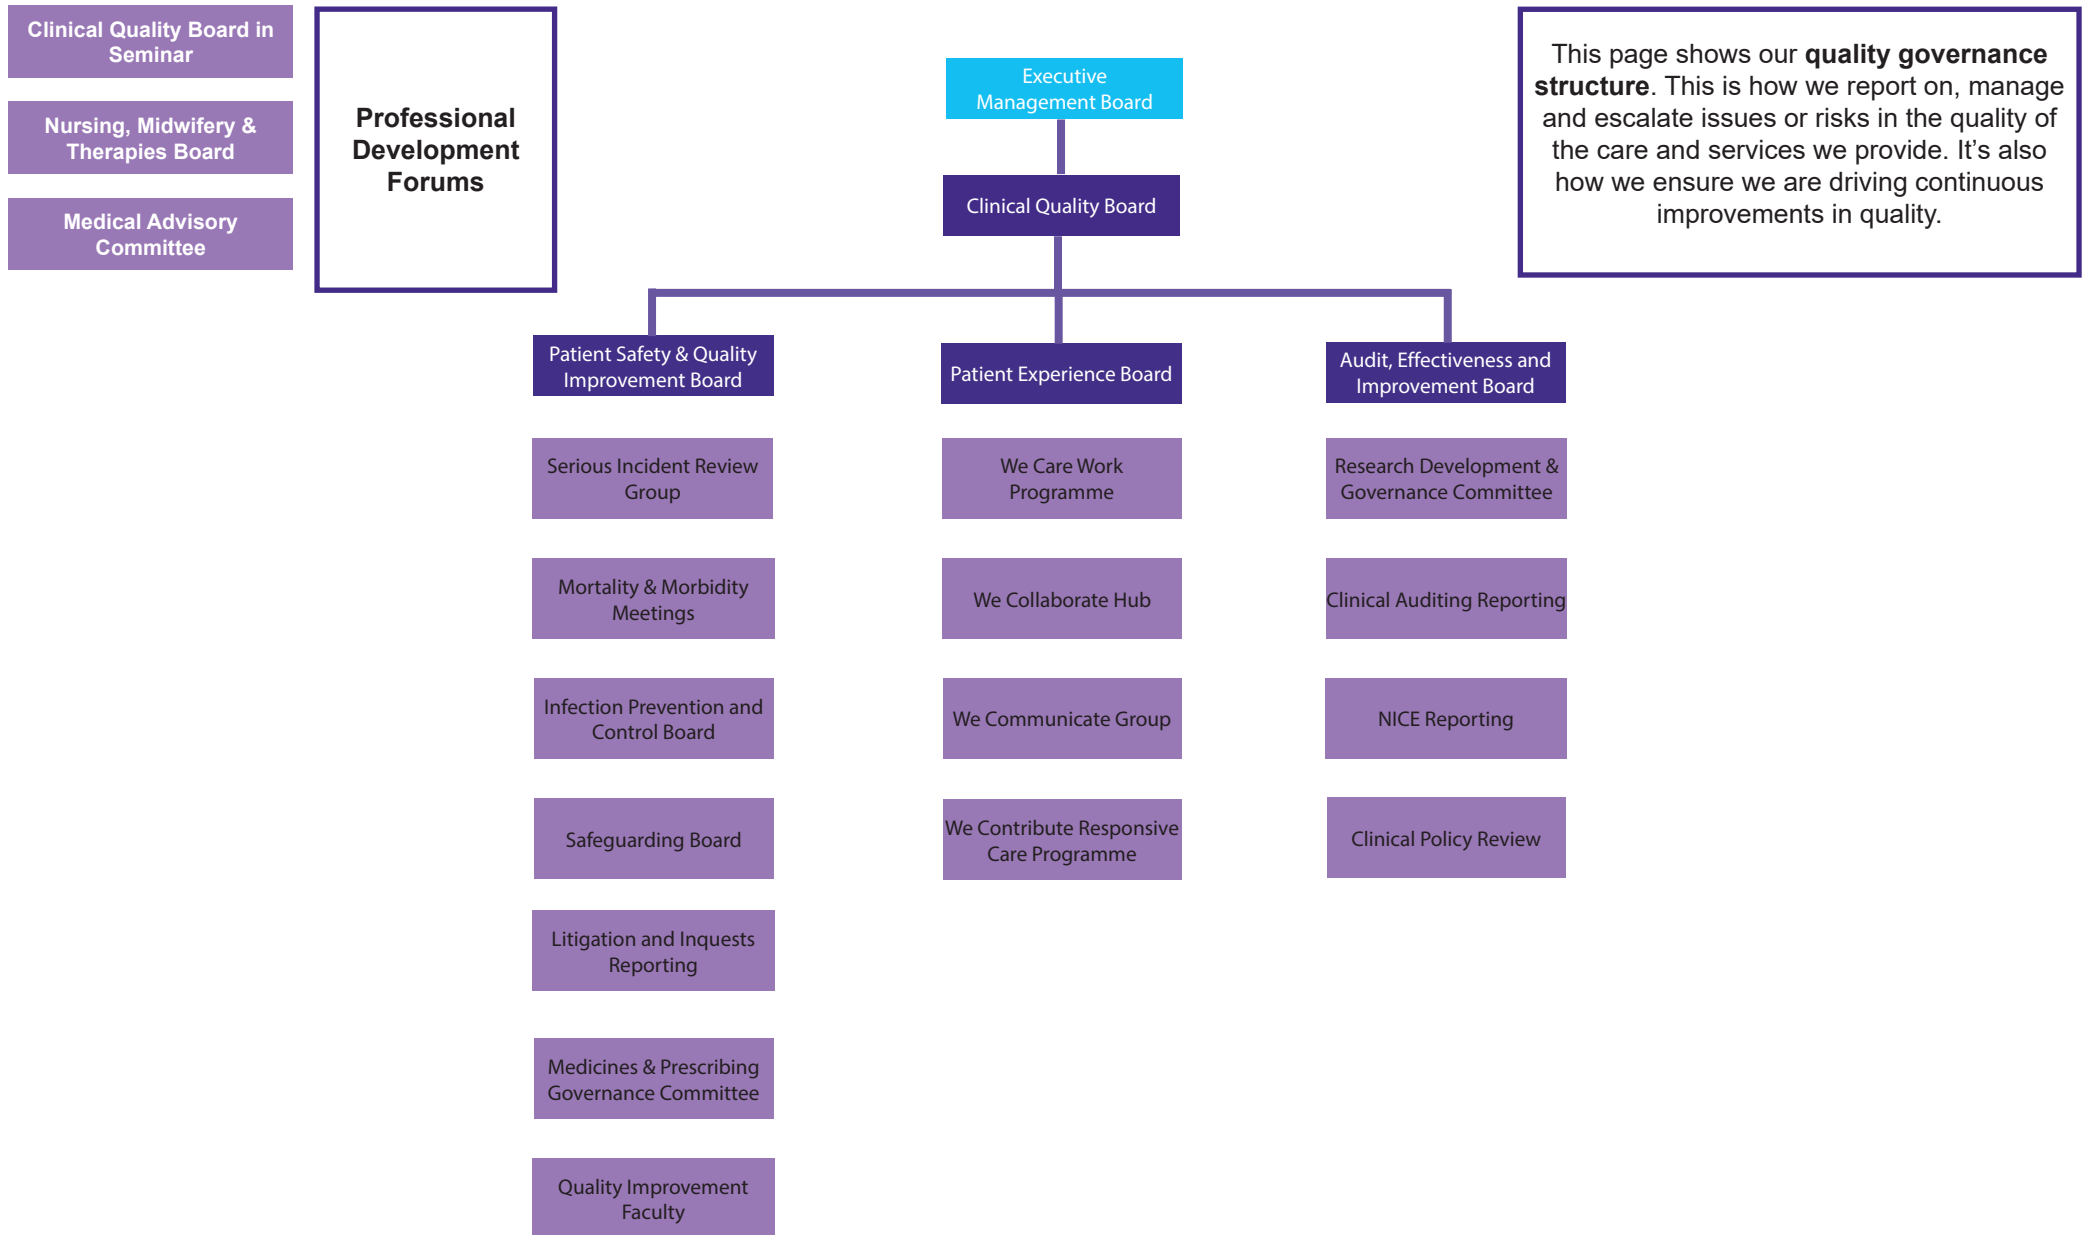 Clinical Quality Board in
Seminar
Nursing, Midwifery &
Therapies Board
Medical Advisory
Committee
Professional
Development
Forums
Executive
Management Board
Clinical Quality Board
This page shows our quality governance
structure. This is how we report on, manage
and escalate issues or risks in the quality of
the care and services we provide. It’s also
how we ensure we are driving continuous
improvements in quality.
Patient Safety & Quality
Improvement Board
Serious Incident Review
Group
Mortality & Morbidity
Meetings
Infection Prevention and
Control Board
Safeguarding Board
Litigation and Inquests
Reporting
Medicines & Prescribing
Governance Committee
Quality Improvement
Faculty
Patient Experience Board
We Care Work
Programme
We Collaborate Hub
We Communicate Group
We Contribute Responsive
Care Programme
Audit, Effectiveness and
Improvement Board
Research Development &
Governance Committee
Clinical Auditing Reporting
NICE Reporting
Clinical Policy Review